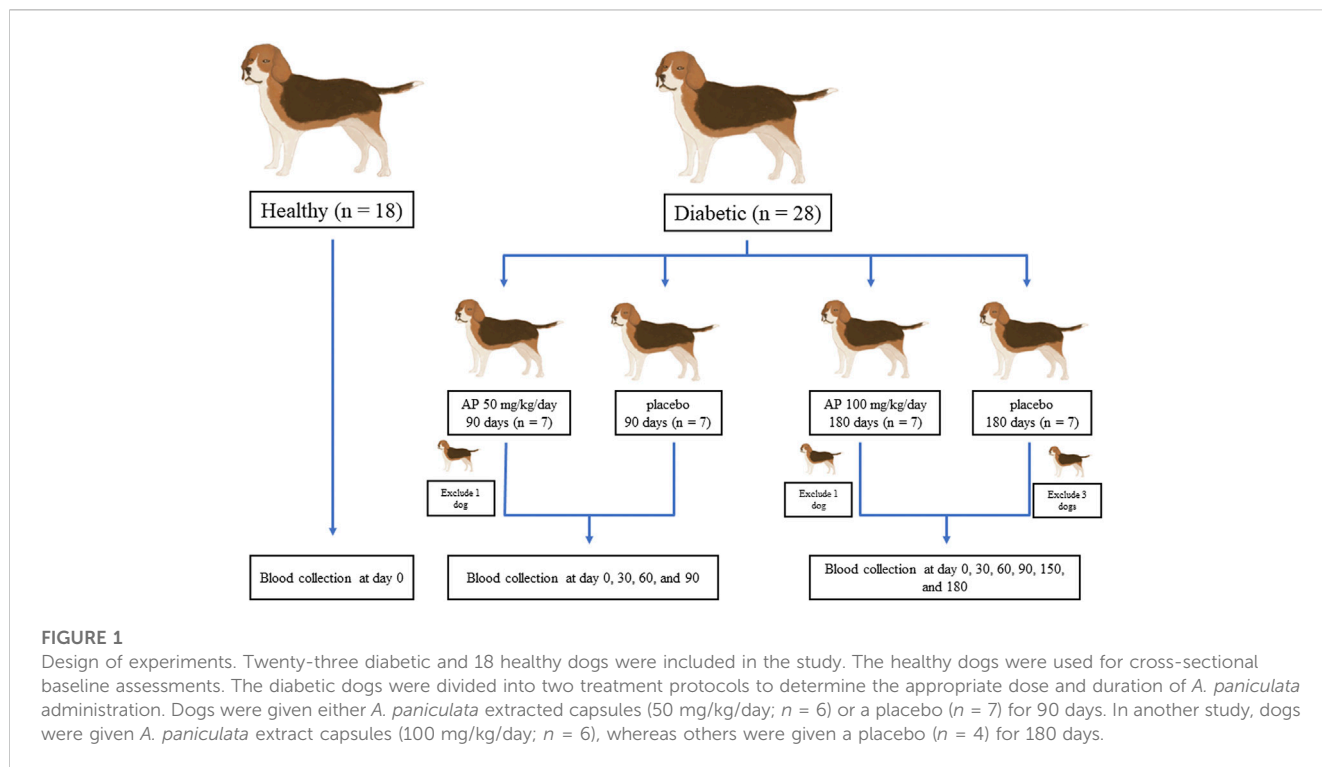 Healthy (n = 18)
Diabetic (n = 28)
AP 50 mg/kg/day
90 days (n = 7)
placebo
90 days (n = 7)
AP 100 mg/kg/day
180 days (n = 7)
placebo
180 days (n = 7)
Exclude 1
dog
Exclude 1
dog
Exclude 3
dogs
Blood collection at day 0
Blood collection at day 0, 30, 60, and 90
Blood collection at day 0, 30, 60, 90, 150,
and 180
FIGURE 1
Design of experiments. Twenty-three diabetic and 18 healthy dogs were included in the study. The healthy dogs were used for cross-sectional
baseline assessments. The diabetic dogs were divided into two treatment protocols to determine the appropriate dose and duration of A. paniculata
administration. Dogs were given either A. paniculata extracted capsules (50 mg/kg/day; n = 6) or a placebo (n = 7) for 90 days. In another study, dogs
were given A. paniculata extract capsules (100 mg/kg/day; n = 6), whereas others were given a placebo (n = 4) for 180 days.